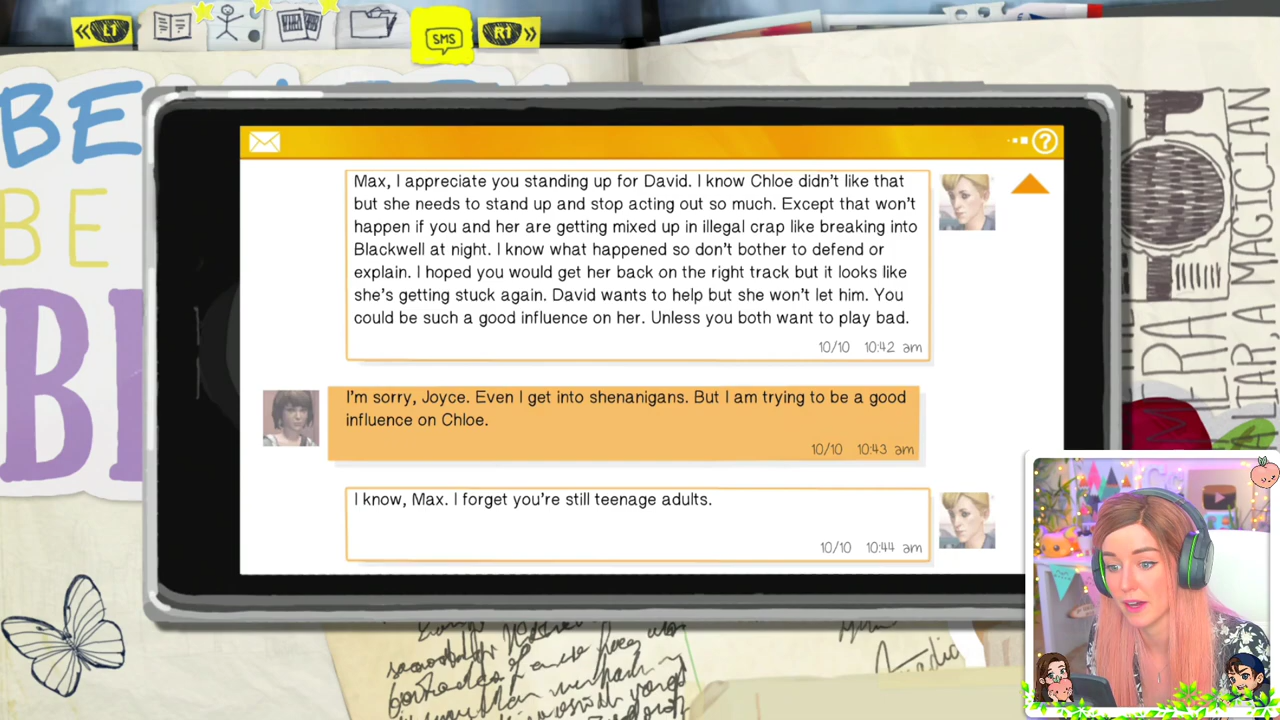 L1
SMS
R1
Max, I appreciate you standing up for David. I know Chloe didn't like that
but she needs to stand up and stop acting out so much. Except that won't
happen if you and her are getting mixed up in illegal crap like breaking into
Blackwell at night. I know what happened so don't bother to defend or
explain. I hoped you would get her back on the right track but it looks like
she's getting stuck again. David wants to help but she won't let him. You
could be such a good influence on her. Unless you both want to play bad.
10/10 10:42 am
I'm sorry, Joyce. Even I get into shenanigans. But I am trying to be a good
influence on Chloe.
10/10 10:43 am
I know, Max. I forget you're still teenage adults.
10/10 10:44 am
BE
BE
MERA
LIAR, A MAGICIAN